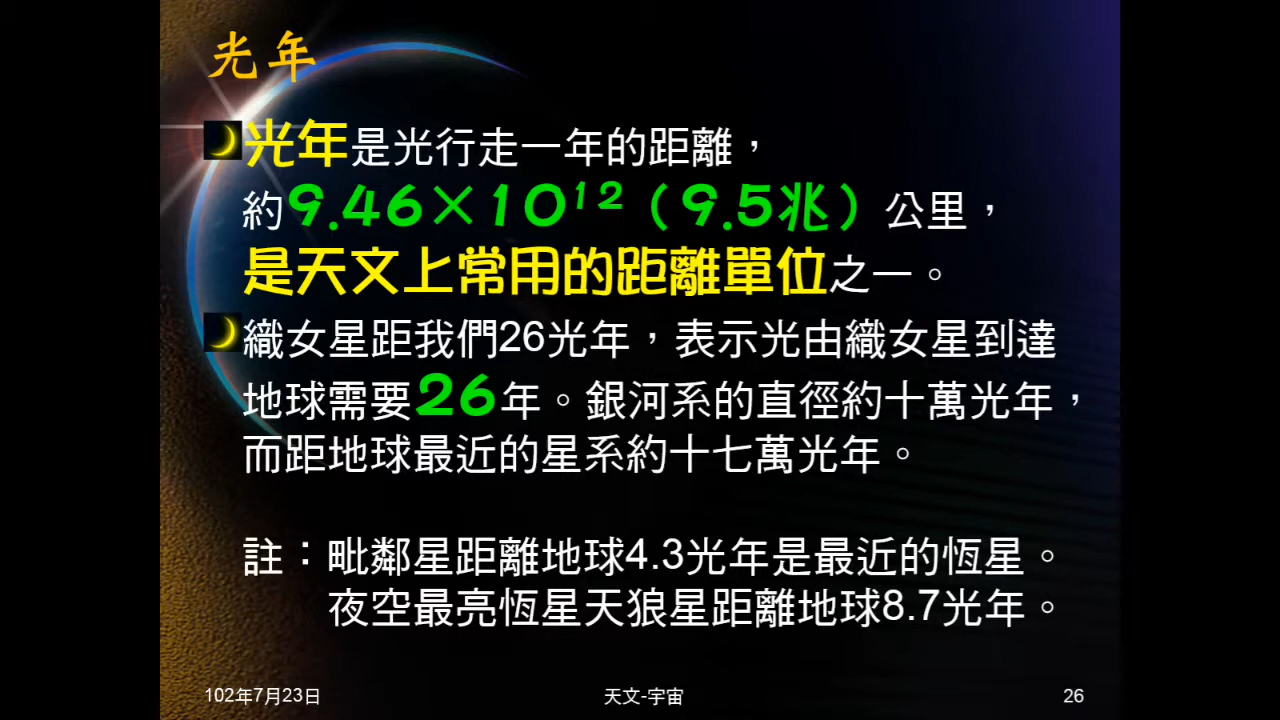 光年
光年是光行走一年的距離，
約9.46×10¹²（9.5兆）公里，
是天文上常用的距離單位之一。
織女星距我們26光年，表示光由織女星到達
地球需要26年。銀河系的直徑約十萬光年，
而距地球最近的星系約十七萬光年。
註：毗鄰星距離地球4.3光年是最近的恆星。
夜空最亮恆星天狼星距離地球8.7光年。
102年7月23日
天文-宇宙
26